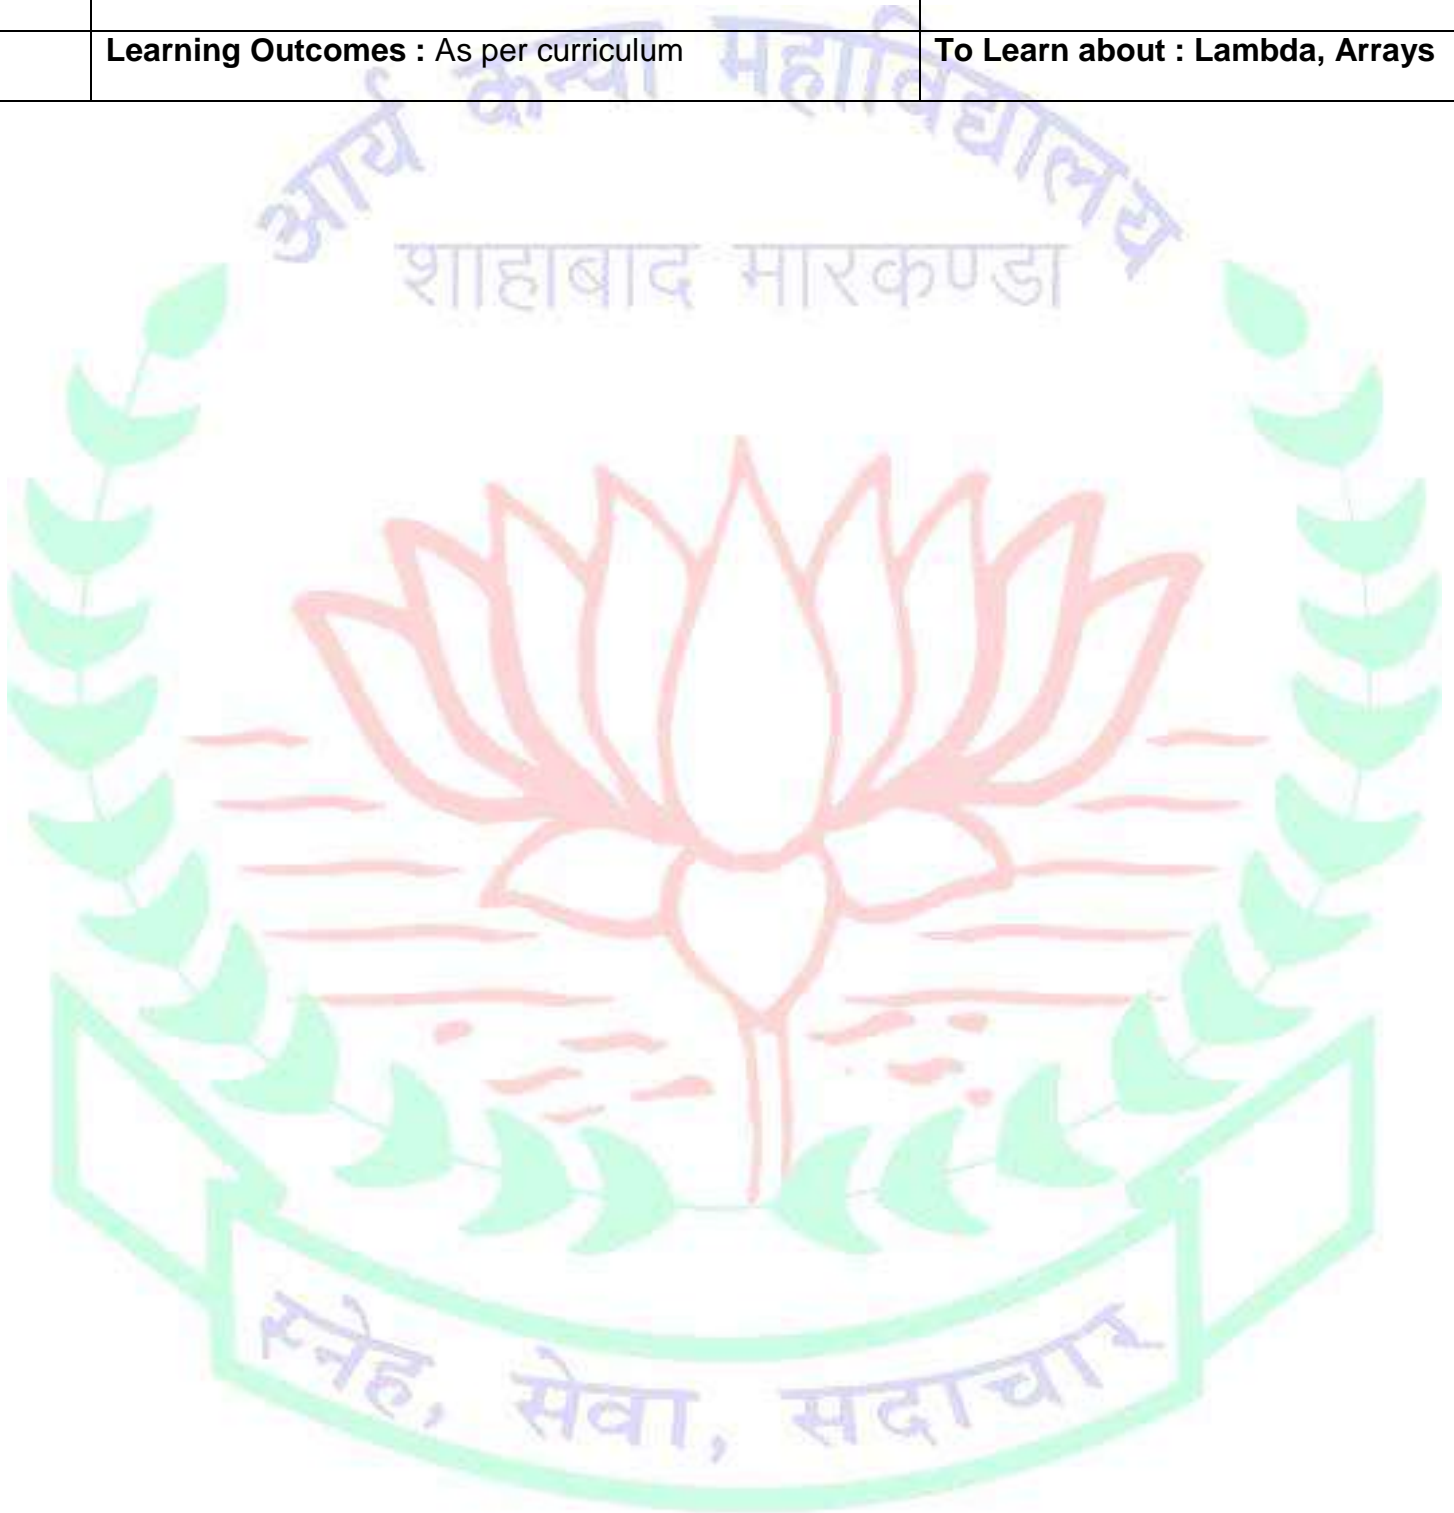 Learning Outcomes : As per curriculum To Learn about : Lambda, Arrays
आर्य कन्या महाविद्यालय
शाहाबाद मारकण्डा
स्नेह, सेवा, सदाचार